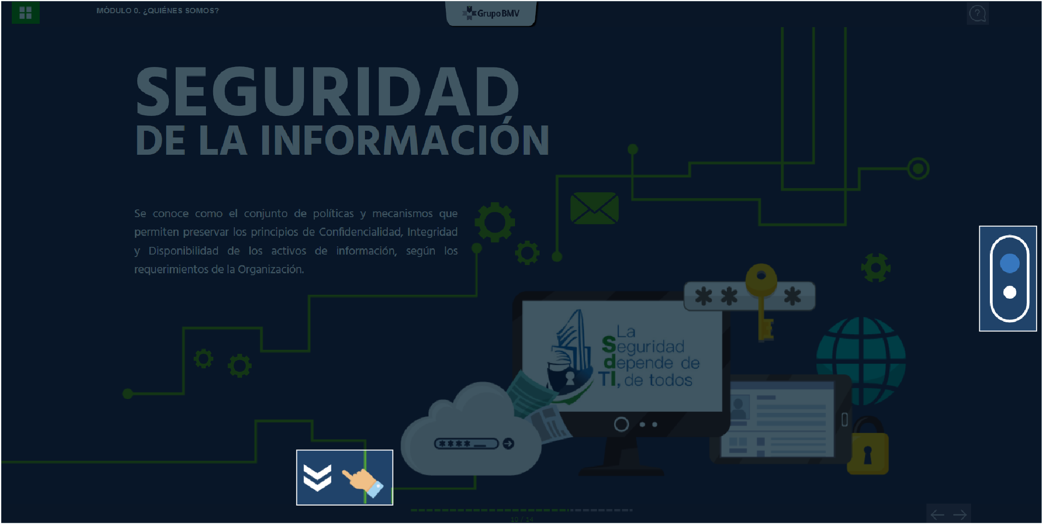 MÓDULO 0. ¿QUIÉNES SOMOS?
Grupo BMV
SEGURIDAD
DE LA INFORMACIÓN
Se conoce como el conjunto de políticas y mecanismos que
permiten preservar los principios de Confidencialidad, Integridad
y Disponibilidad de los activos de información, según los
requerimientos de la Organización.
* * *
La
Seguridad
depende de
TI, de todos
****